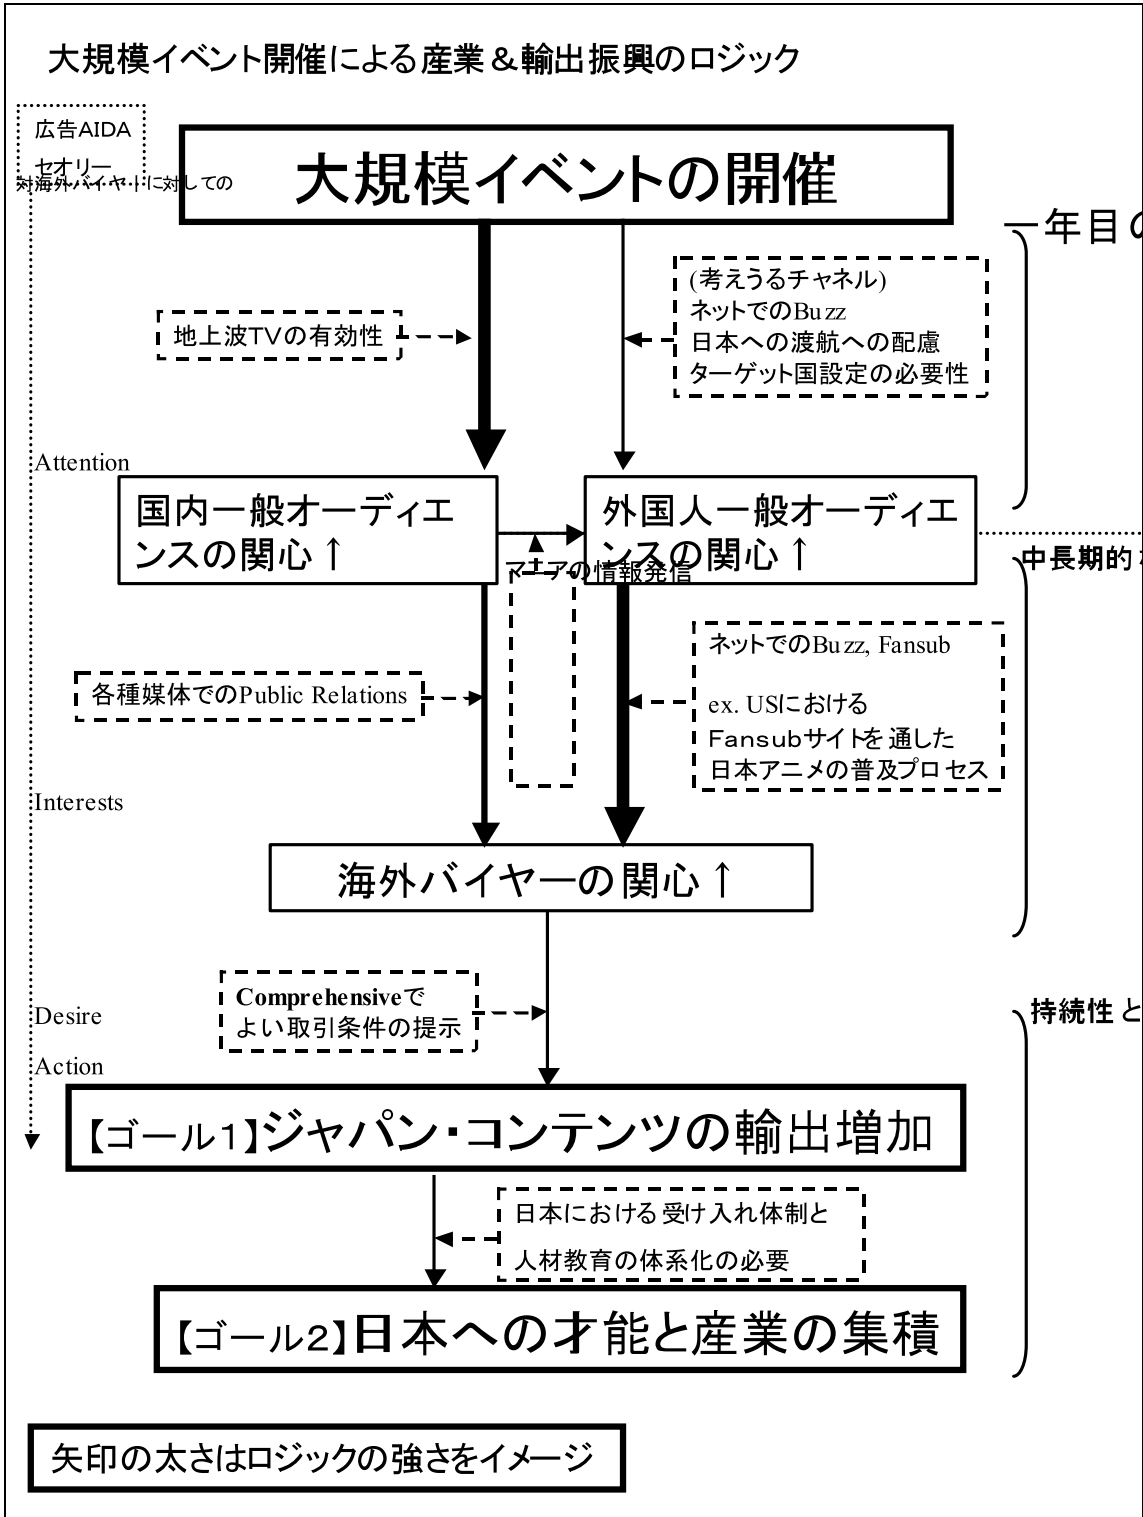 大規模イベント開催による産業＆輸出振興のロジック
広告AIDA
セオリー
対海外バイヤーに対しての
大規模イベントの開催
一年目の
(考えうるチャネル)
ネットでのBuzz
日本への渡航への配慮
ターゲット国設定の必要性
地上波TVの有効性
Attention
国内一般オーディエ
ンスの関心↑
外国人一般オーディエ
ンスの関心↑
中長期的
マニアの情報発信
ネットでのBuzz, Fansub
ex. USにおける
Fansubサイトを通した
日本アニメの普及プロセス
各種媒体でのPublic Relations
Interests
海外バイヤーの関心↑
Comprehensiveで
よい取引条件の提示
Desire
持続性と
Action
【ゴール１】ジャパン・コンテンツの輸出増加
日本における受け入れ体制と
人材教育の体系化の必要
【ゴール２】日本への才能と産業の集積
矢印の太さはロジックの強さをイメージ